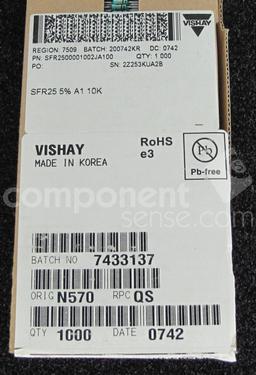 VISHAY
REGION: 7509 BATCH: 200742KR DC: 0742
PN: SFR2500001002JA100 QTY: 1 000
PO: SN: 2Z253KUA2B
SFR25 5% A1 10K
VISHAY
MADE IN KOREA
RoHS
e3
Pb
Pb-free
component
sense.com
BATCH NO 7433137
ORIG N570 RPC QS
QTY 1000 DATE 0742